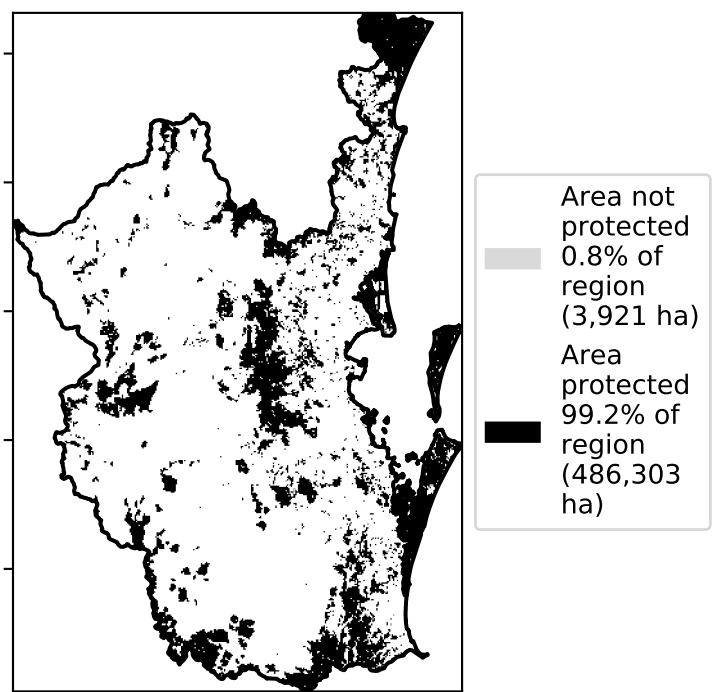 Area not
protected
0.8% of
region
(3,921 ha)
Area
protected
99.2% of
region
(486,303
ha)